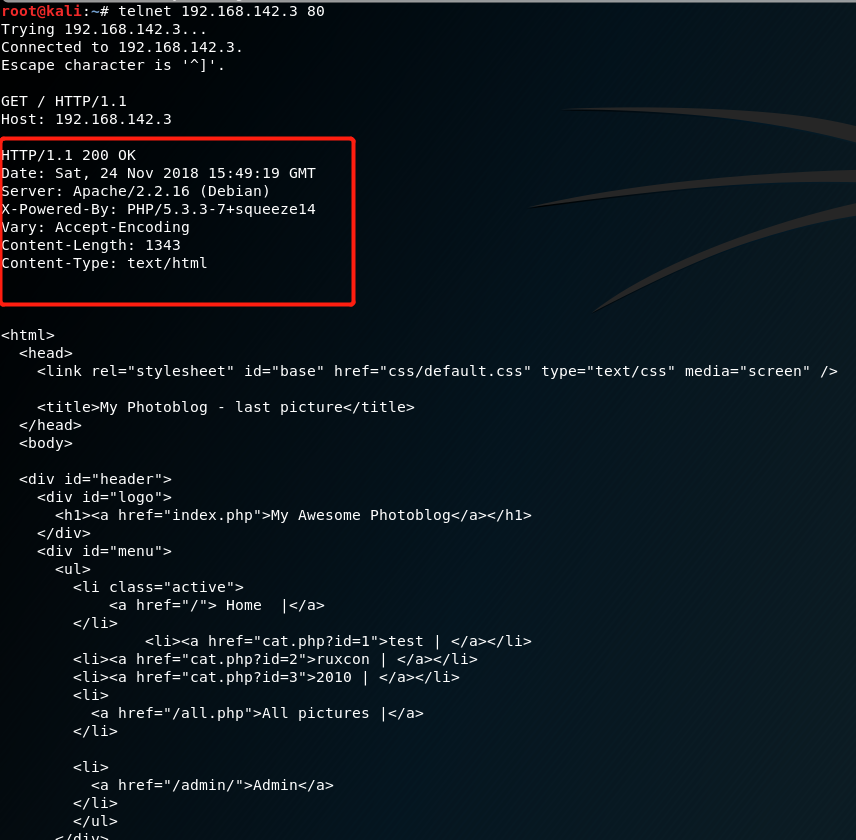 root@kali:~# telnet 192.168.142.3 80
Trying 192.168.142.3...
Connected to 192.168.142.3.
Escape character is '^]'.

GET / HTTP/1.1
Host: 192.168.142.3

HTTP/1.1 200 OK
Date: Sat, 24 Nov 2018 15:49:19 GMT
Server: Apache/2.2.16 (Debian)
X-Powered-By: PHP/5.3.3-7+squeeze14
Vary: Accept-Encoding
Content-Length: 1343
Content-Type: text/html

<html>
  <head>
    <link rel="stylesheet" id="base" href="css/default.css" type="text/css" media="screen" />

    <title>My Photoblog - last picture</title>
  </head>
  <body>

  <div id="header">
    <div id="logo">
      <h1><a href="index.php">My Awesome Photoblog</a></h1>
    </div>
    <div id="menu">
      <ul>
        <li class="active">
            <a href="/"> Home  |</a>
        </li>
                <li><a href="cat.php?id=1">test | </a></li>
        <li><a href="cat.php?id=2">ruxcon | </a></li>
        <li><a href="cat.php?id=3">2010 | </a></li>
        <li>
          <a href="/all.php">All pictures |</a>
        </li>

        <li>
          <a href="/admin/">Admin</a>
        </li>
        </ul>
      </div>